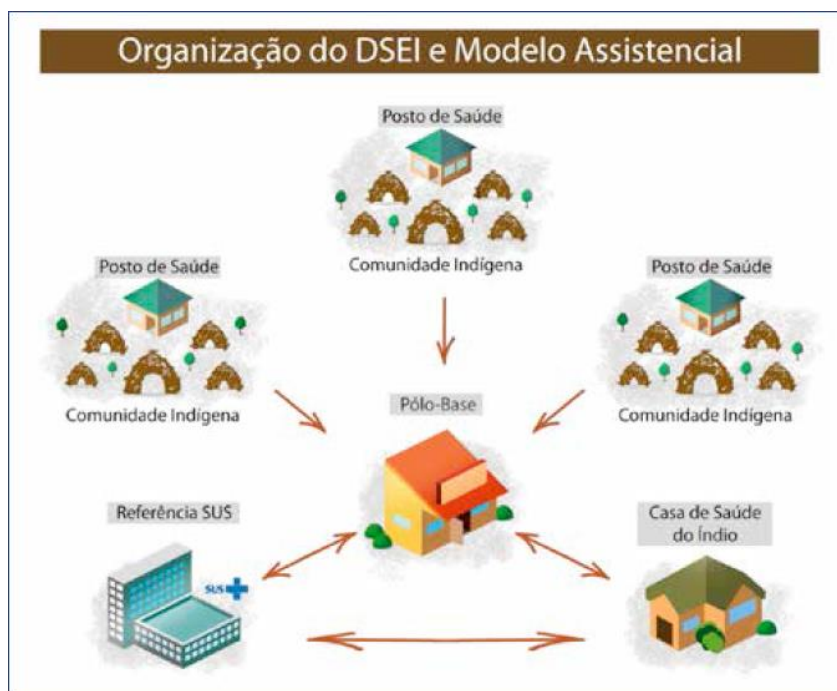 Organização do DSEI e Modelo Assistencial
Posto de Saúde
Comunidade Indígena
Posto de Saúde
Comunidade Indígena
Posto de Saúde
Comunidade Indígena
Pólo-Base
Referência SUS
SUS
Casa de Saúde
do Índio